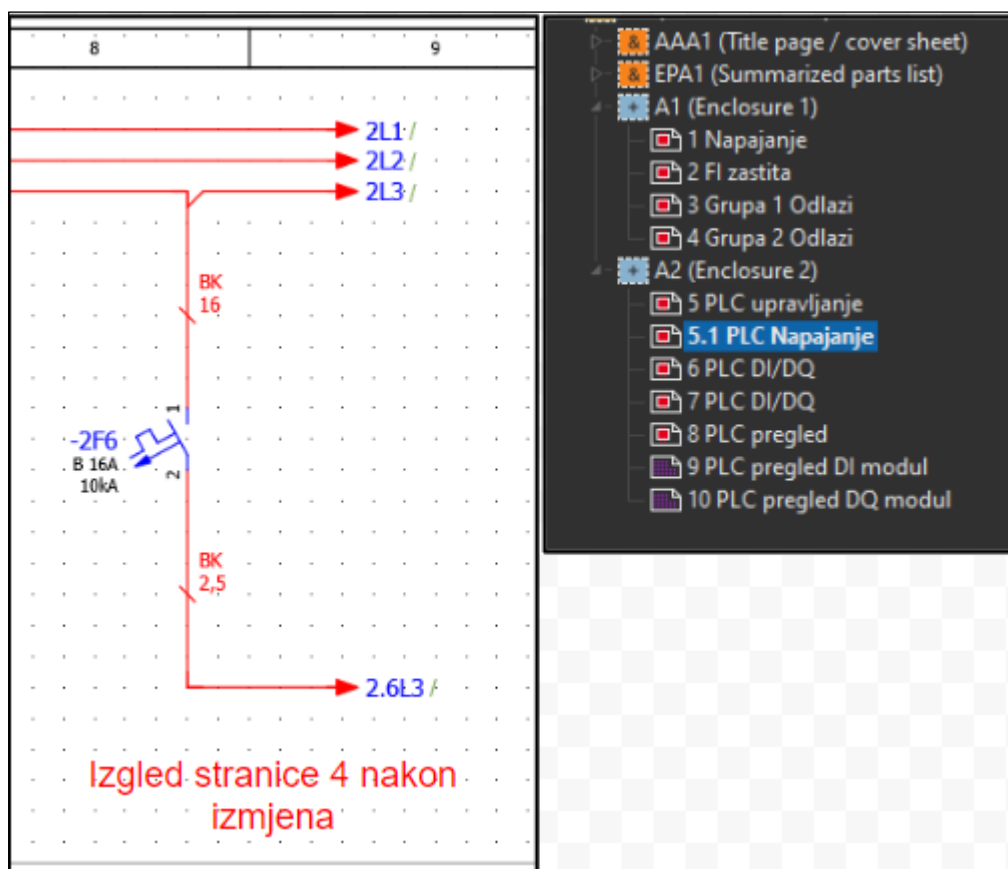 8
9
2L1 /
2L2 /
2L3 /
BK
16
1
-2F6
B 16A
10kA
2
BK
2,5
2.6L3 /
Izgled stranice 4 nakon
izmjena
AAA1 (Title page / cover sheet)
EPA1 (Summarized parts list)
A1 (Enclosure 1)
1 Napajanje
2 FI zastita
3 Grupa 1 Odlazi
4 Grupa 2 Odlazi
A2 (Enclosure 2)
5 PLC upravljanje
5.1 PLC Napajanje
6 PLC DI/DQ
7 PLC DI/DQ
8 PLC pregled
9 PLC pregled DI modul
10 PLC pregled DQ modul